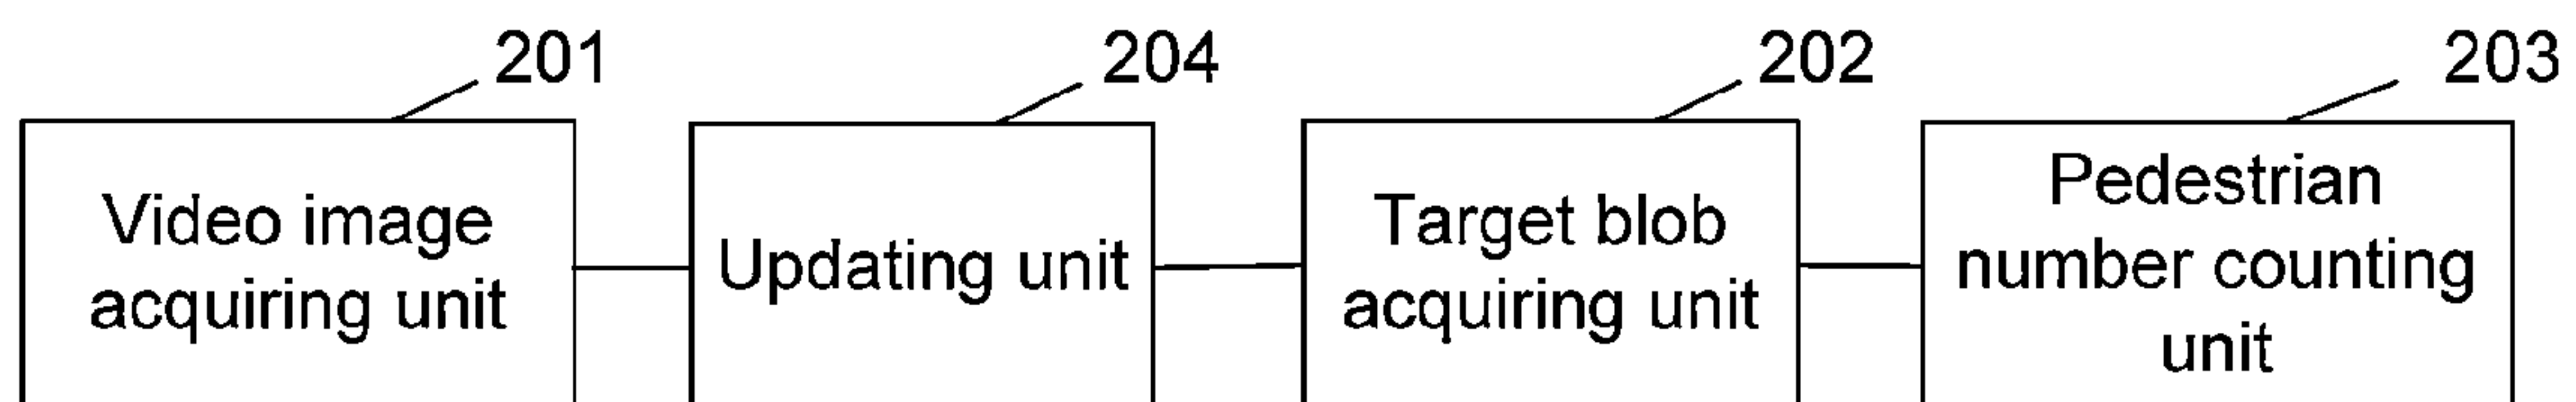 201
204
202
203
Video image
acquiring unit
Updating unit
Target blob
acquiring unit
Pedestrian
number counting
unit